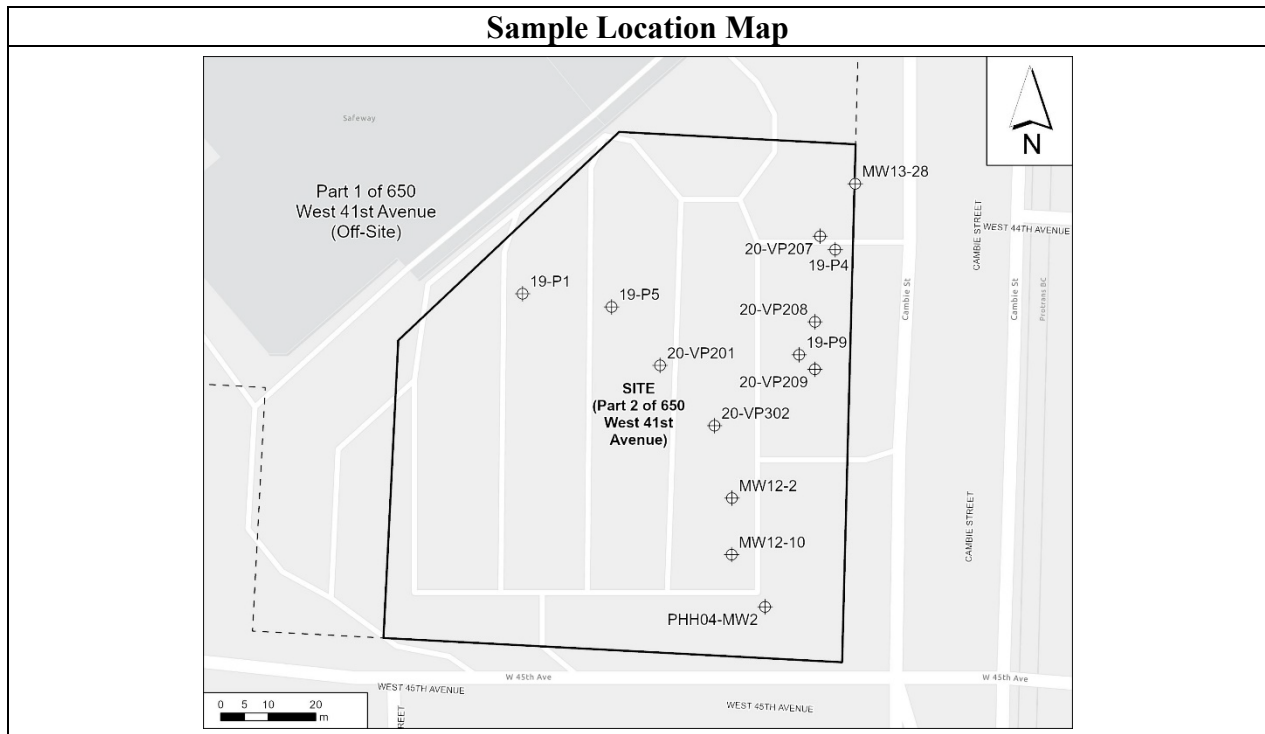 Sample Location Map
Safeway
N
Part 1 of 650
West 41st Avenue
(Off-Site)
MW13-28
CAMBIE STREET
WEST 44TH AVENUE
20-VP207
19-P4
19-P1
19-P5
20-VP208
Cambie St
Cambie St
Protrans BC
19-P9
20-VP201
20-VP209
SITE
(Part 2 of 650
West 41st
Avenue)
20-VP302
MW12-2
CAMBIE STREET
MW12-10
PHH04-MW2
W 45th Ave
W 45th Ave
WEST 45TH AVENUE
WEST 45TH AVENUE
REET
0 5 10 20
m